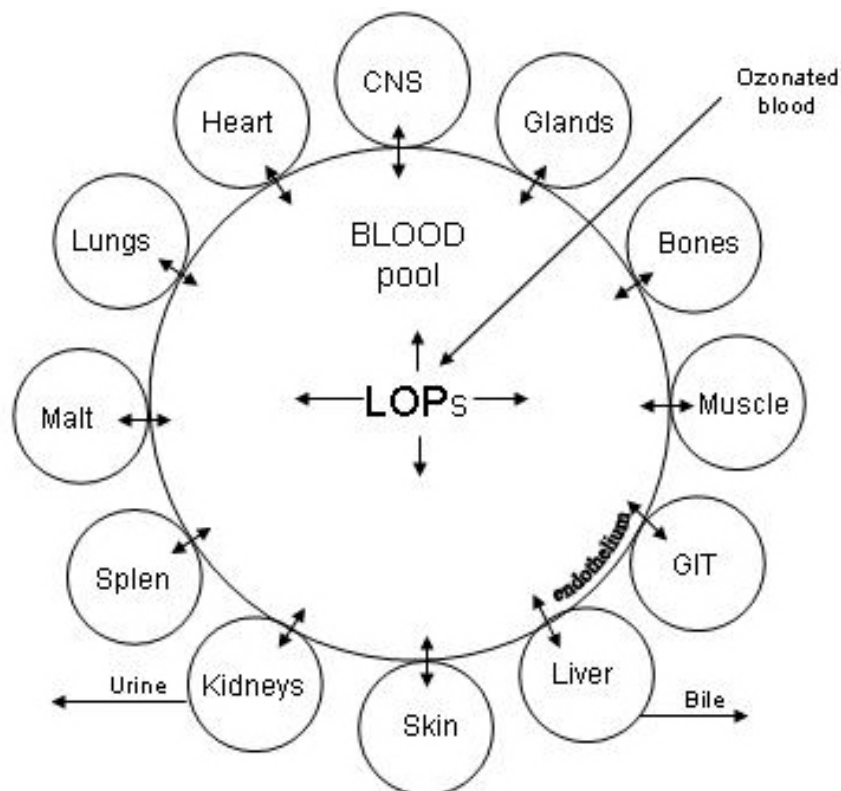 CNS
Ozonated
blood
Heart
Glands
Lungs
BLOOD
pool
Bones
LOPs
Malt
Muscle
endothelium
Splen
GIT
Urine
Kidneys
Skin
Liver
Bile